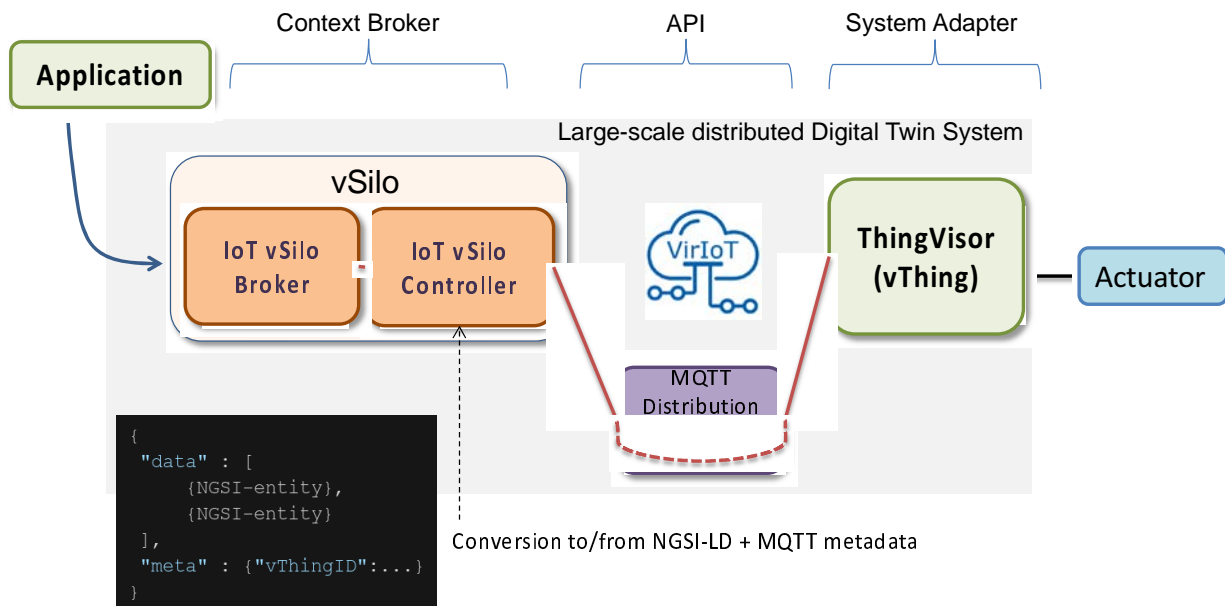 Context Broker
API
System Adapter
Application
Large-scale distributed Digital Twin System
vSilo
IoT vSilo
Broker
IoT vSilo
Controller
VirIoT
ThingVisor
(vThing)
Actuator
MQTT
Distribution
{
"data" : [
{NGSI-entity},
{NGSI-entity}
],
"meta" : {"vThingID":...}
}
Conversion to/from NGSI-LD + MQTT metadata